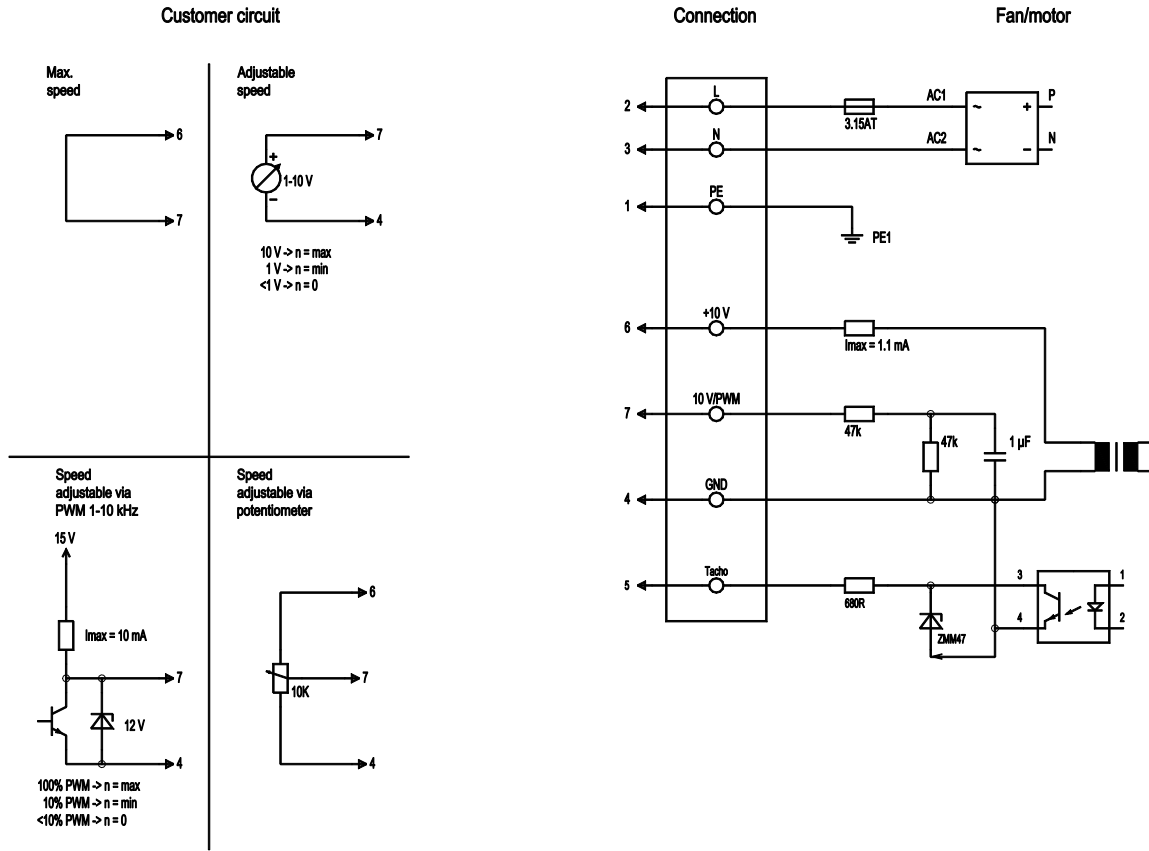 Customer circuit
Connection
Fan/motor
Max.
speed
6
7
Adjustable
speed
7
+
1-10 V
–
4
10 V -> n = max
1 V -> n = min
<1 V -> n = 0
Speed
adjustable via
PWM 1-10 kHz
15 V
Imax = 10 mA
7
12 V
4
100% PWM -> n = max
10% PWM -> n = min
<10% PWM -> n = 0
Speed
adjustable via
potentiometer
6
7
10K
4
2
L
3.15AT
AC1
~
+
P
3
N
AC2
~
–
N
1
PE
PE1
6
+10 V
Imax = 1.1 mA
7
10 V/PWM
47k
47k
1 µF
4
GND
5
Tacho
680R
ZMM47
3
4
1
2